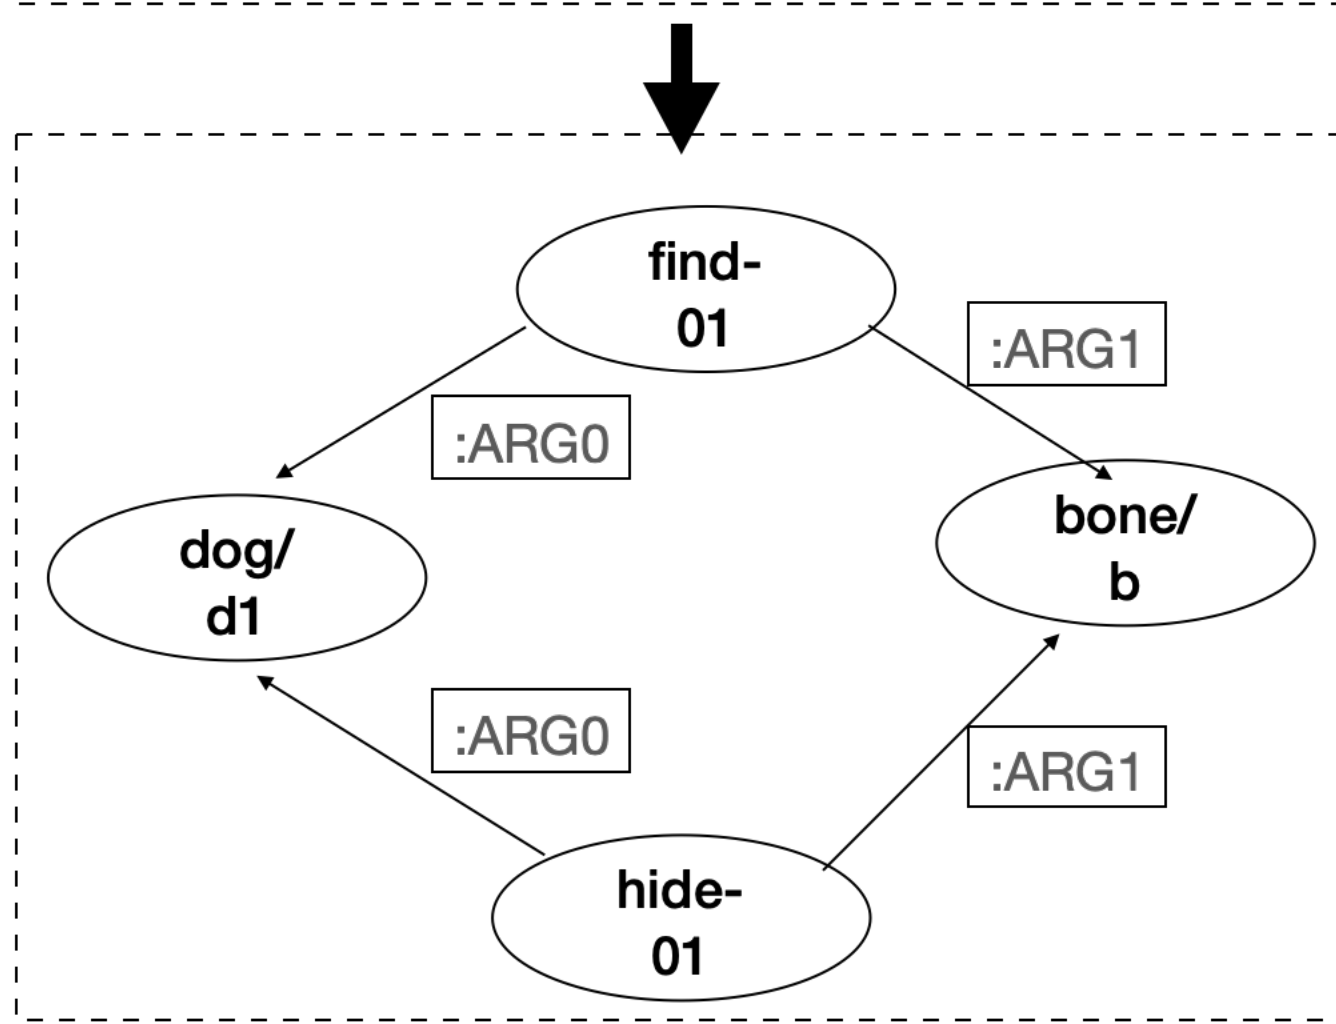 find-
01
:ARG1
:ARG0
bone/
b
dog/
d1
:ARG0
:ARG1
hide-
01